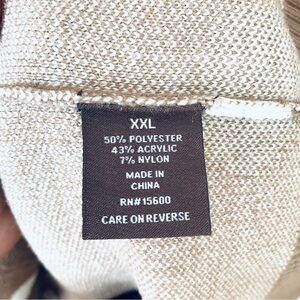 XXL
50% POLYESTER
43% ACRYLIC
7% NYLON
MADE IN
CHINA
RN#15600
CARE ON REVERSE